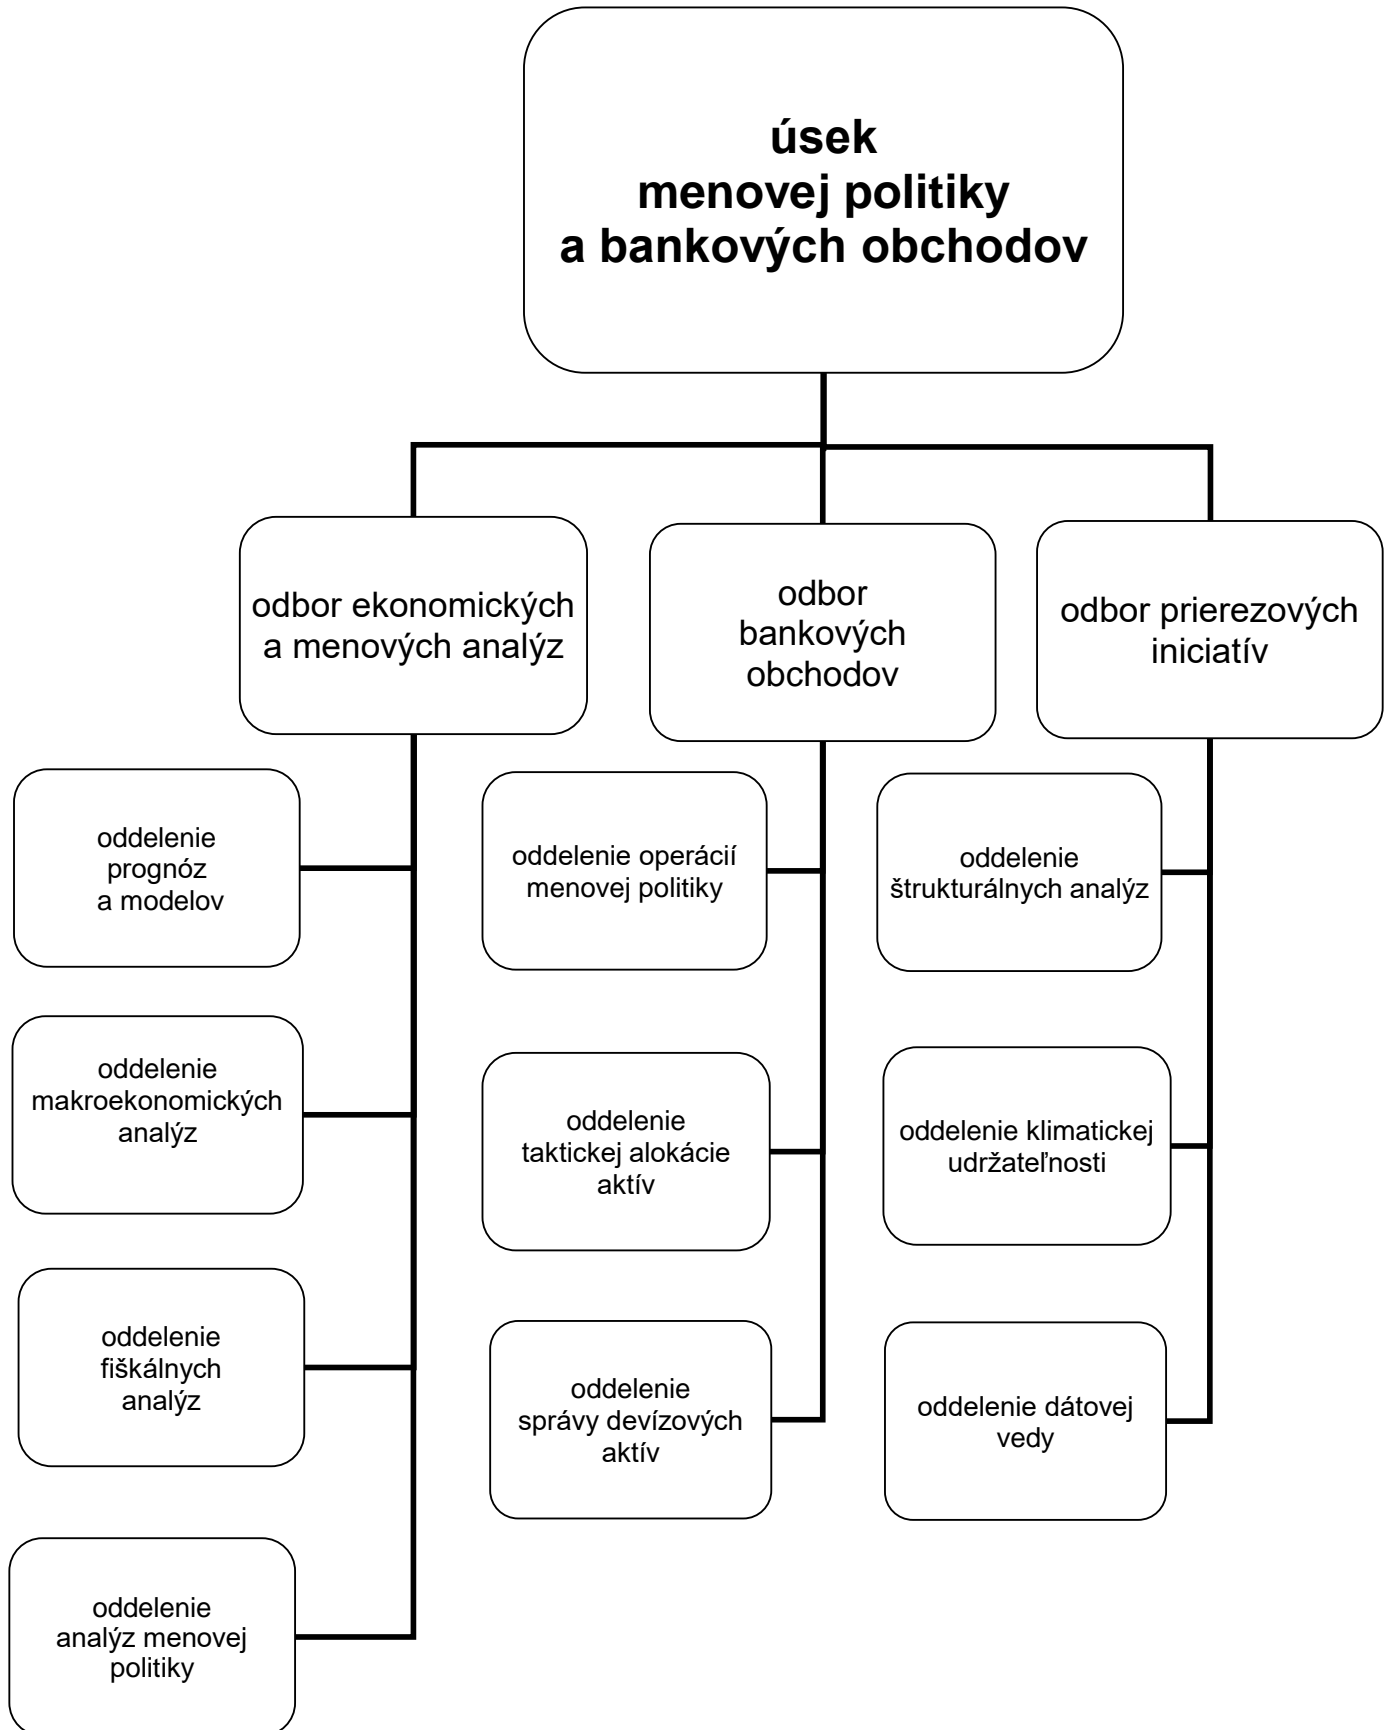 úsek
menovej politiky
a bankových obchodov
odbor ekonomických
a menových analýz
odbor
bankových
obchodov
odbor prierezových
iniciatív
oddelenie
prognóz
a modelov
oddelenie
makroekonomických
analýz
oddelenie
fiškálnych
analýz
oddelenie
analýz menovej
politiky
oddelenie operácií
menovej politiky
oddelenie
taktickej alokácie
aktív
oddelenie
správy devízových
aktív
oddelenie
štrukturálnych analýz
oddelenie klimatickej
udržateľnosti
oddelenie dátovej
vedy